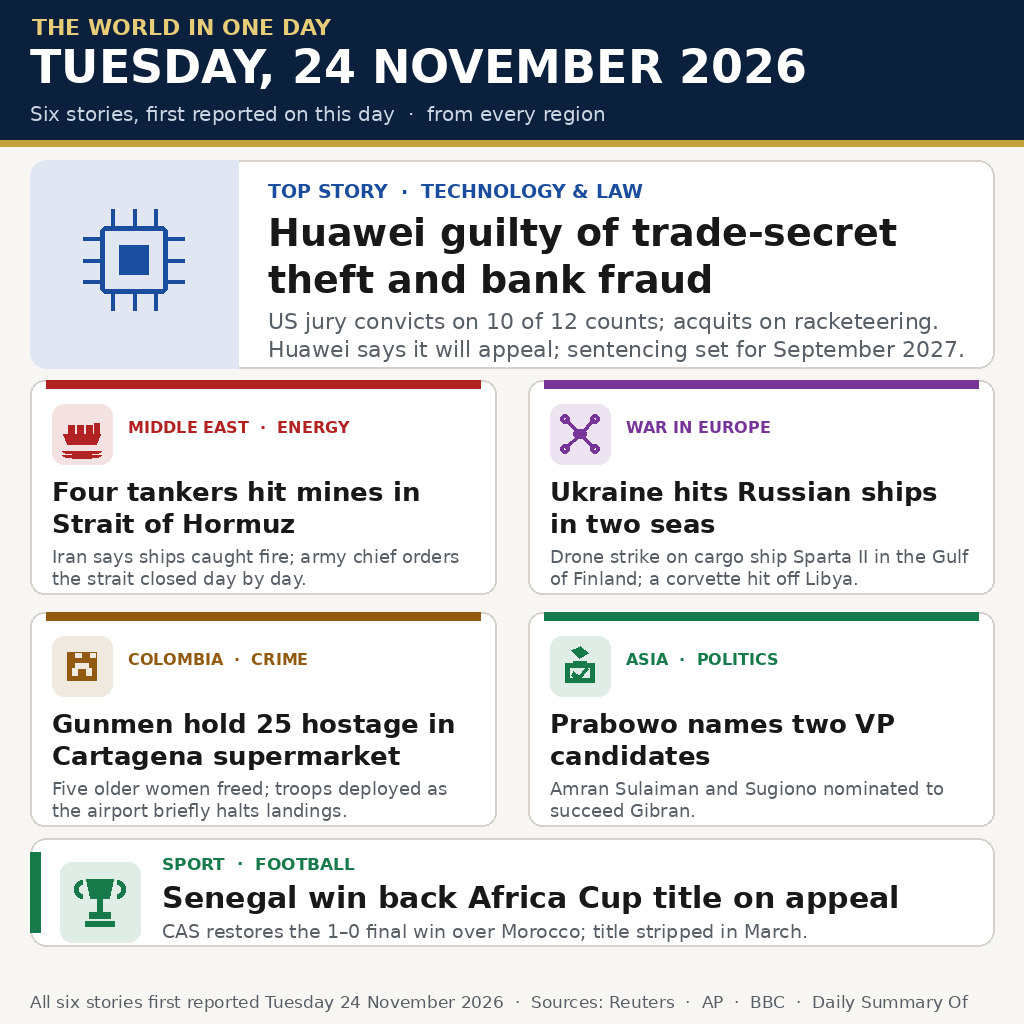 THE WORLD IN ONE DAY
TUESDAY, 24 NOVEMBER 2026
Six stories, first reported on this day · from every region
TOP STORY · TECHNOLOGY & LAW
Huawei guilty of trade-secret
theft and bank fraud
US jury convicts on 10 of 12 counts; acquits on racketeering.
Huawei says it will appeal; sentencing set for September 2027.
MIDDLE EAST · ENERGY
Four tankers hit mines in
Strait of Hormuz
Iran says ships caught fire; army chief orders
the strait closed day by day.
WAR IN EUROPE
Ukraine hits Russian ships
in two seas
Drone strike on cargo ship Sparta II in the Gulf
of Finland; a corvette hit off Libya.
COLOMBIA · CRIME
Gunmen hold 25 hostage in
Cartagena supermarket
Five older women freed; troops deployed as
the airport briefly halts landings.
ASIA · POLITICS
Prabowo names two VP
candidates
Amran Sulaiman and Sugiono nominated to
succeed Gibran.
SPORT · FOOTBALL
Senegal win back Africa Cup title on appeal
CAS restores the 1–0 final win over Morocco; title stripped in March.
All six stories first reported Tuesday 24 November 2026 · Sources: Reuters · AP · BBC · Daily Summary Of